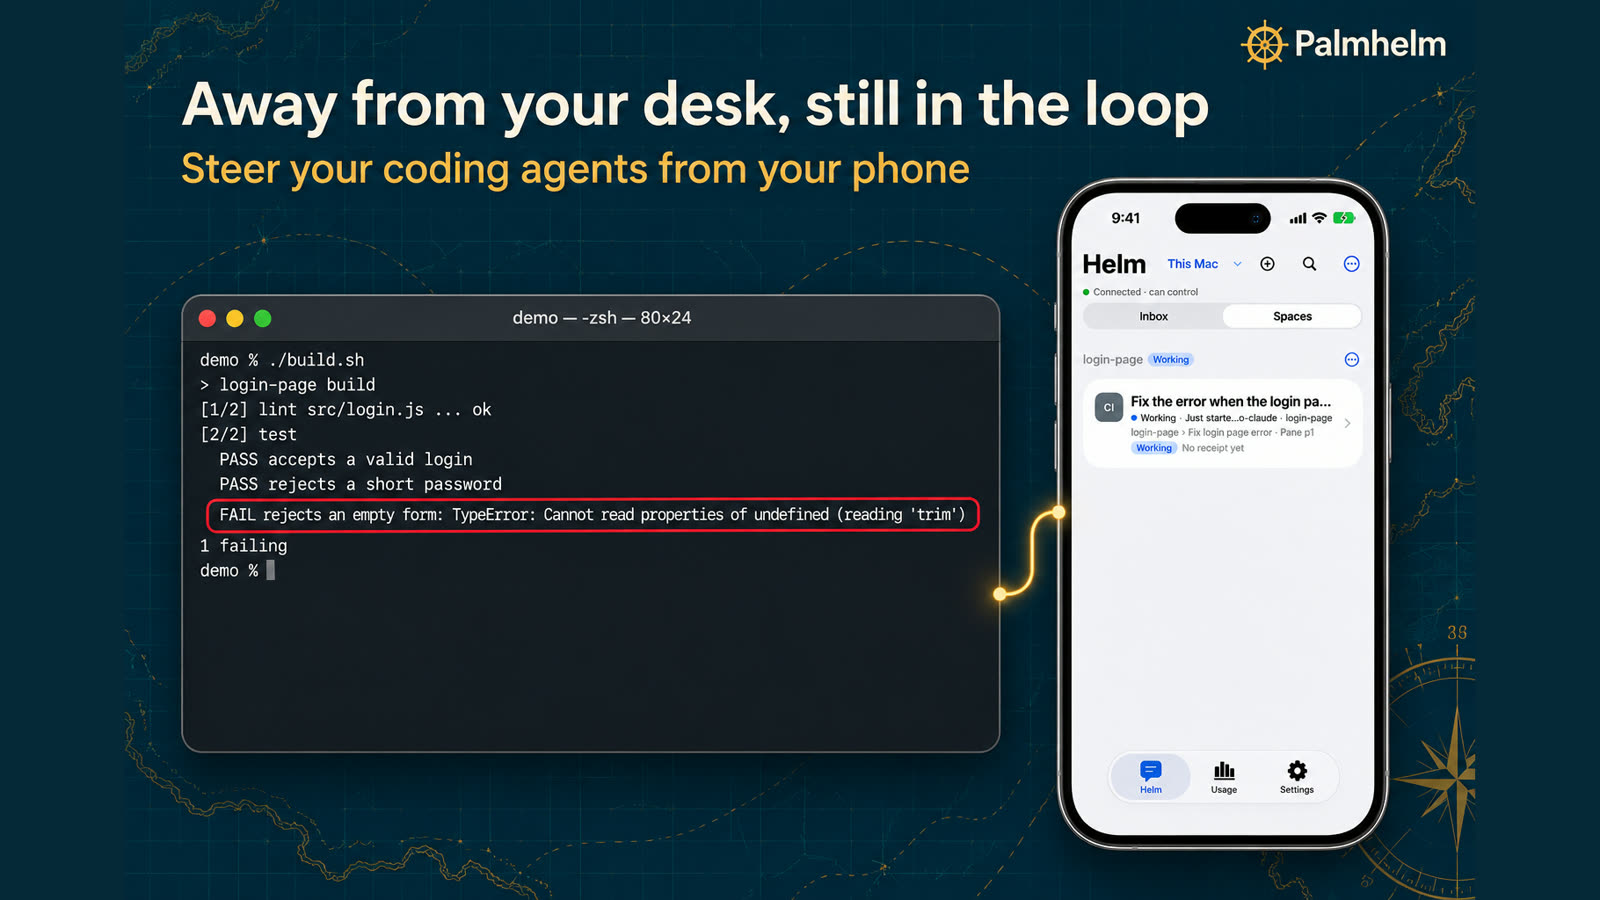 Palmhelm
Away from your desk, still in the loop
Steer your coding agents from your phone
demo — -zsh — 80×24
demo % ./build.sh
> login-page build
[1/2] lint src/login.js ... ok
[2/2] test
PASS accepts a valid login
PASS rejects a short password
FAIL rejects an empty form: TypeError: Cannot read properties of undefined (reading 'trim')
1 failing
demo %
9:41
Helm This Mac
Connected · can control
Inbox Spaces
login-page Working
CI
Fix the error when the login pa...
Working · Just starte...o-claude · login-page
login-page › Fix login page error · Pane p1
Working No receipt yet
Helm Usage Settings
36